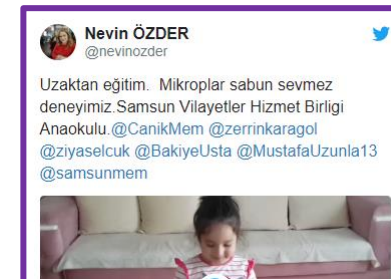 Nevin ÖZDER
@nevinozder
Uzaktan eğitim.  Mikroplar sabun sevmez
deneyimiz.Samsun Vilayetler Hizmet Birligi
Anaokulu.@CanikMem @zerrinkaragol
@ziyaselcuk @BakiyeUsta @MustafaUzunla13
@samsunmem